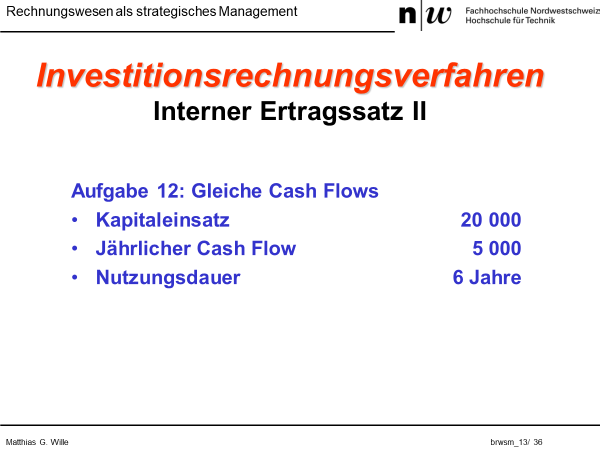 Rechnungswesen als strategisches Management
n|w Fachhochschule Nordwestschweiz
Hochschule für Technik
Investitionsrechnungsverfahren
Interner Ertragssatz II
Aufgabe 12: Gleiche Cash Flows
• Kapitaleinsatz 20 000
• Jährlicher Cash Flow 5 000
• Nutzungsdauer 6 Jahre
Matthias G. Wille brwsm_13/ 36